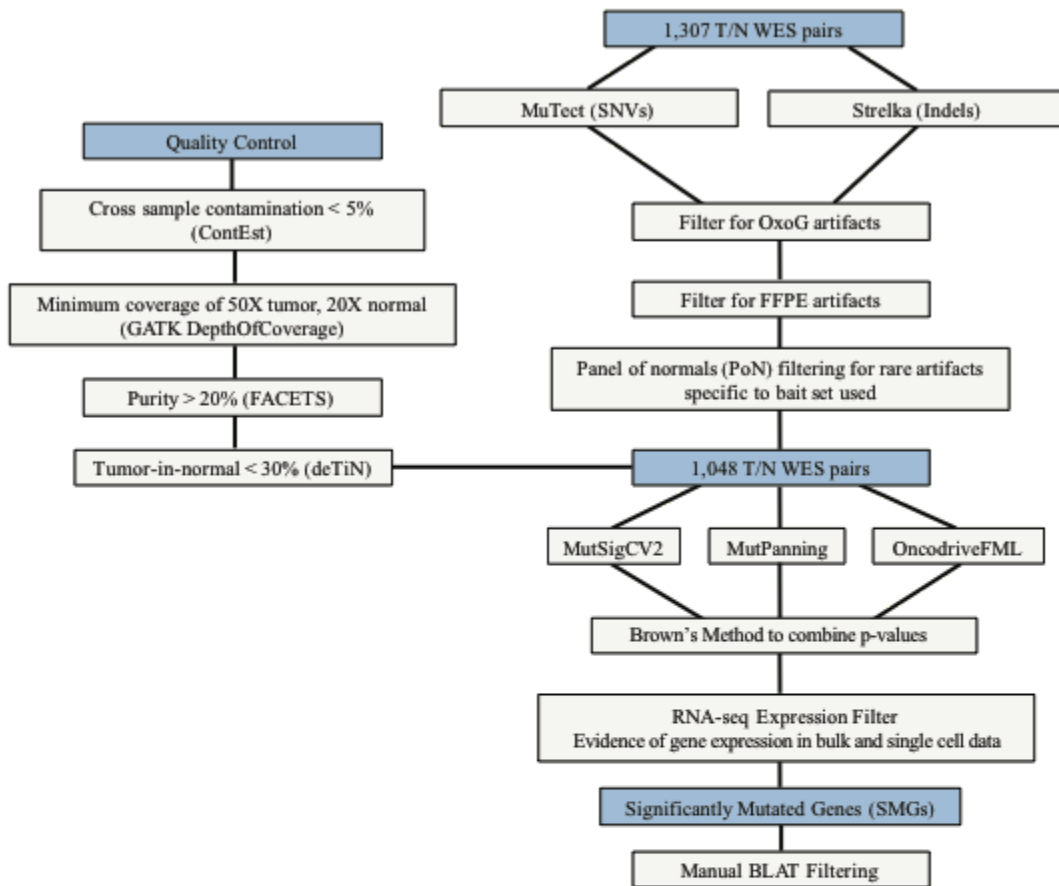 1,307 T/N WES pairs
MuTect (SNVs)
Strelka (Indels)
Quality Control
Cross sample contamination < 5%
(ContEst)
Filter for OxoG artifacts
Minimum coverage of 50X tumor, 20X normal
(GATK DepthOfCoverage)
Filter for FFPE artifacts
Panel of normals (PoN) filtering for rare artifacts
specific to bait set used
Purity > 20% (FACETS)
Tumor-in-normal < 30% (deTiN)
1,048 T/N WES pairs
MutSigCV2
MutPanning
OncodriveFML
Brown's Method to combine p-values
RNA-seq Expression Filter
Evidence of gene expression in bulk and single cell data
Significantly Mutated Genes (SMGs)
Manual BLAT Filtering